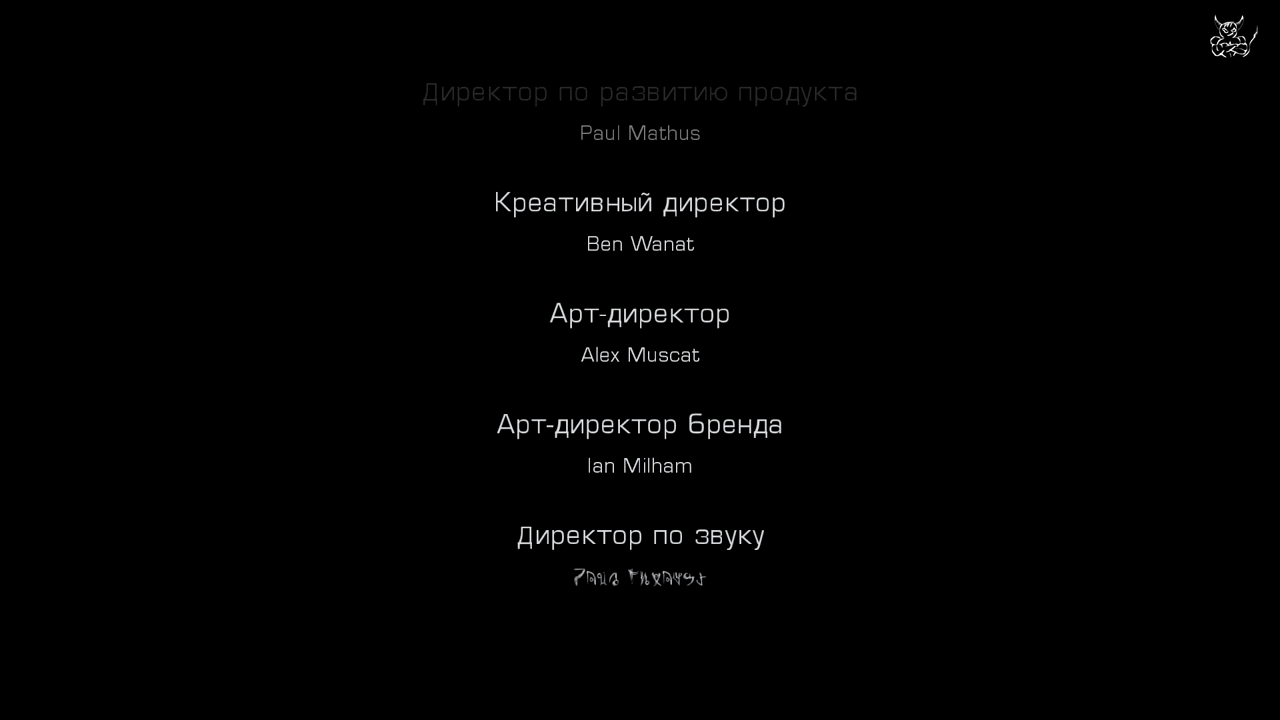 Директор по развитию продукта
Paul Mathus
Креативный директор
Ben Wanat
Арт-директор
Alex Muscat
Арт-директор бренда
Ian Milham
Директор по звуку